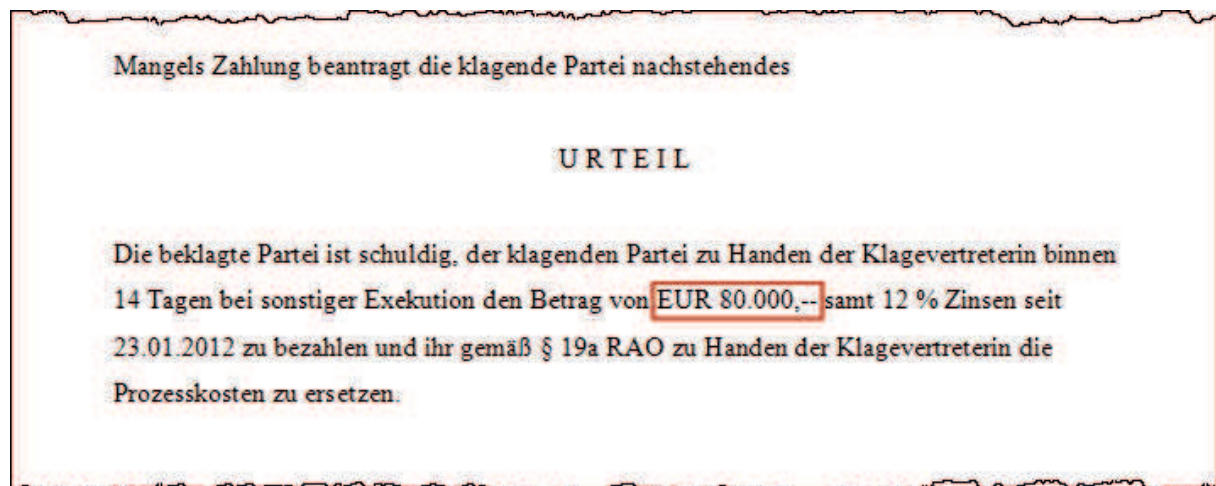 Mangels Zahlung beantragt die klagende Partei nachstehendes
U R T E I L
Die beklagte Partei ist schuldig, der klagenden Partei zu Handen der Klagevertreterin binnen
14 Tagen bei sonstiger Exekution den Betrag von EUR 80.000,-- samt 12 % Zinsen seit
23.01.2012 zu bezahlen und ihr gemäß § 19a RAO zu Handen der Klagevertreterin die
Prozesskosten zu ersetzen.